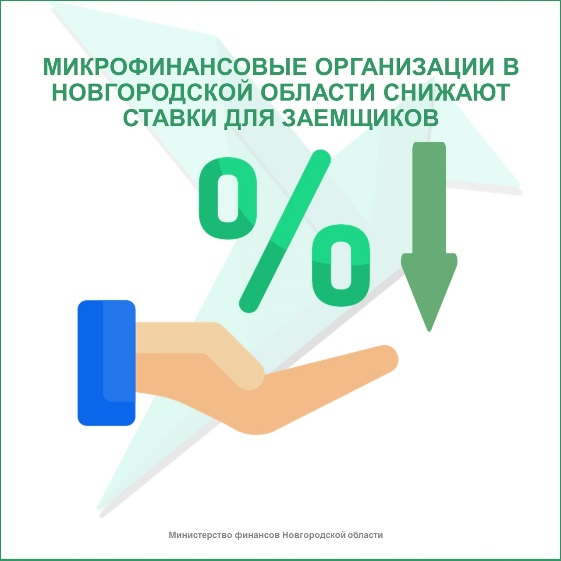 МИКРОФИНАНСОВЫЕ ОРГАНИЗАЦИИ В
НОВГОРОДСКОЙ ОБЛАСТИ СНИЖАЮТ
СТАВКИ ДЛЯ ЗАЕМЩИКОВ
%
Министерство финансов Новгородской области